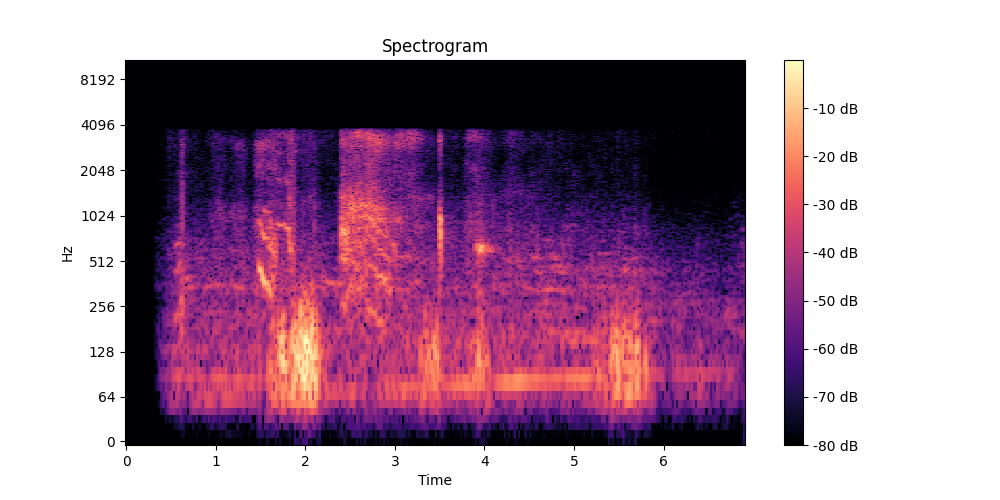 Spectrogram
8192
4096
2048
1024
512
256
128
64
0
Hz
0 1 2 3 4 5 6
Time
-10 dB
-20 dB
-30 dB
-40 dB
-50 dB
-60 dB
-70 dB
-80 dB